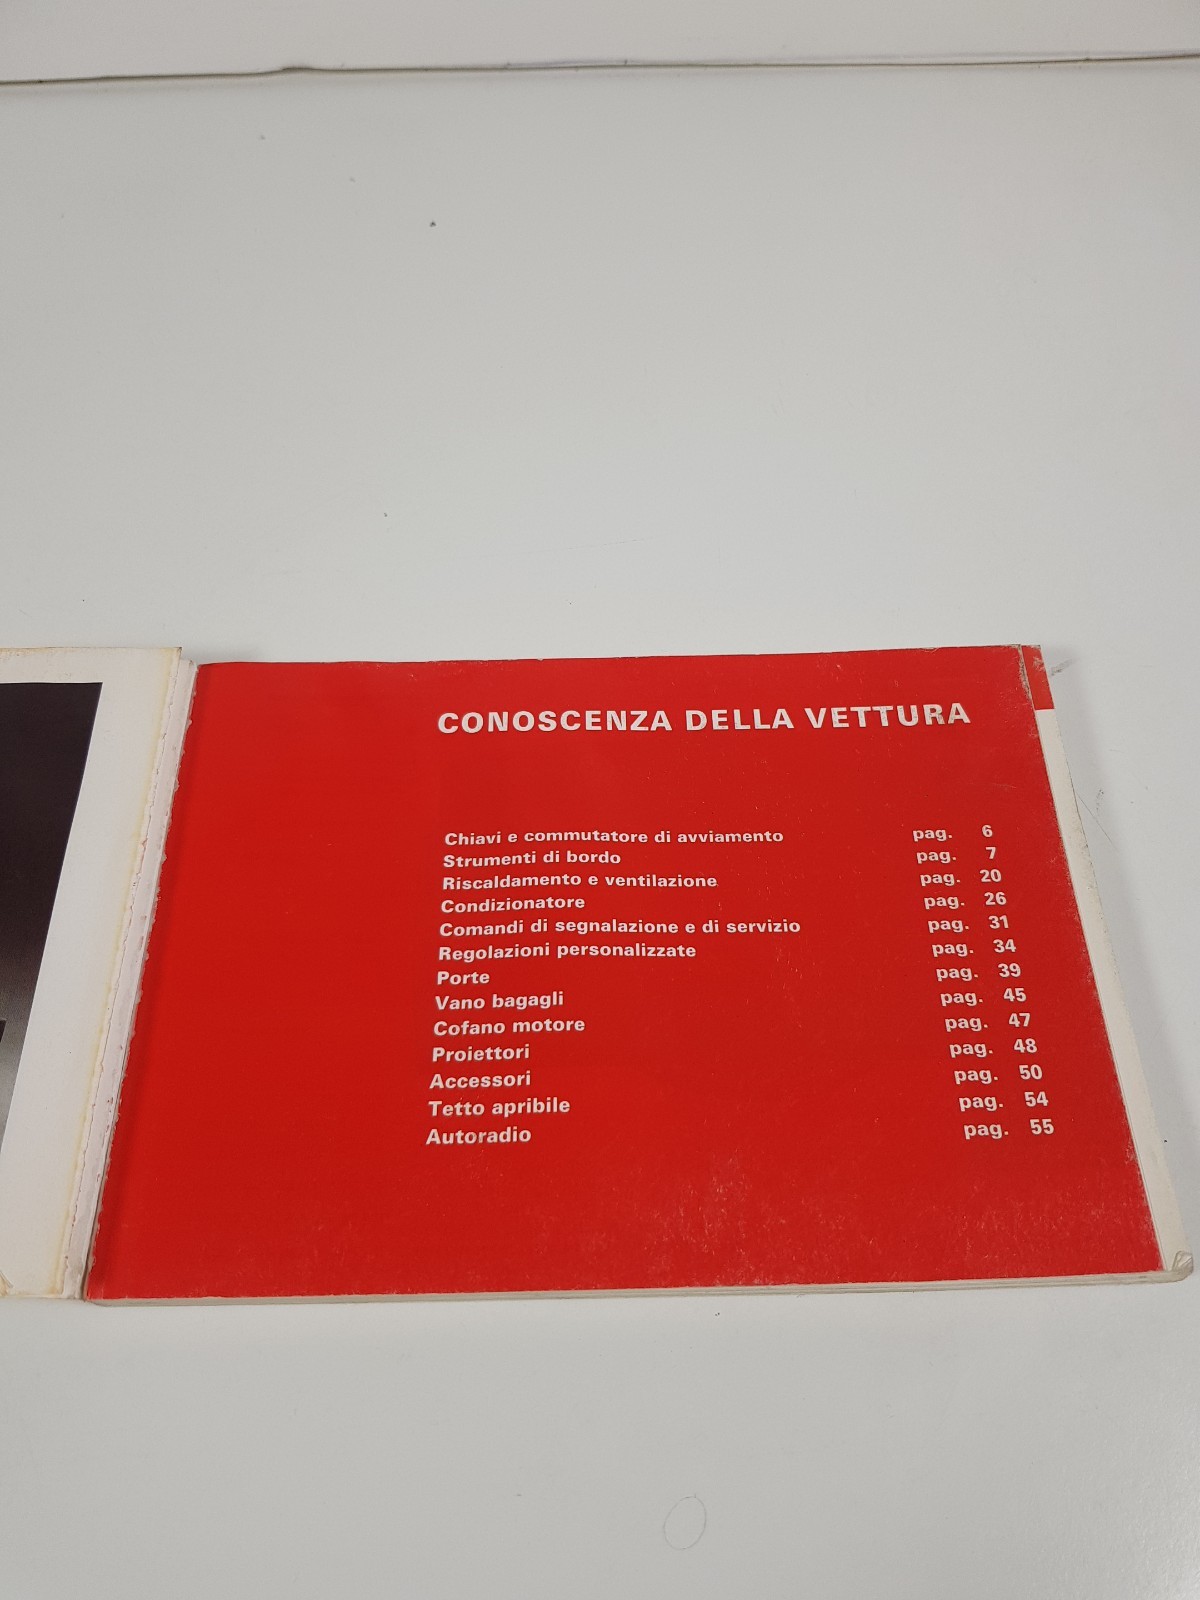 CONOSCENZA DELLA VETTURA
Chiavi e commutatore di avviamento pag. 6
Strumenti di bordo pag. 7
Riscaldamento e ventilazione pag. 20
Condizionatore pag. 26
Comandi di segnalazione e di servizio pag. 31
Regolazioni personalizzate pag. 34
Porte pag. 39
Vano bagagli pag. 45
Cofano motore pag. 47
Proiettori pag. 48
Accessori pag. 50
Tetto apribile pag. 54
Autoradio pag. 55